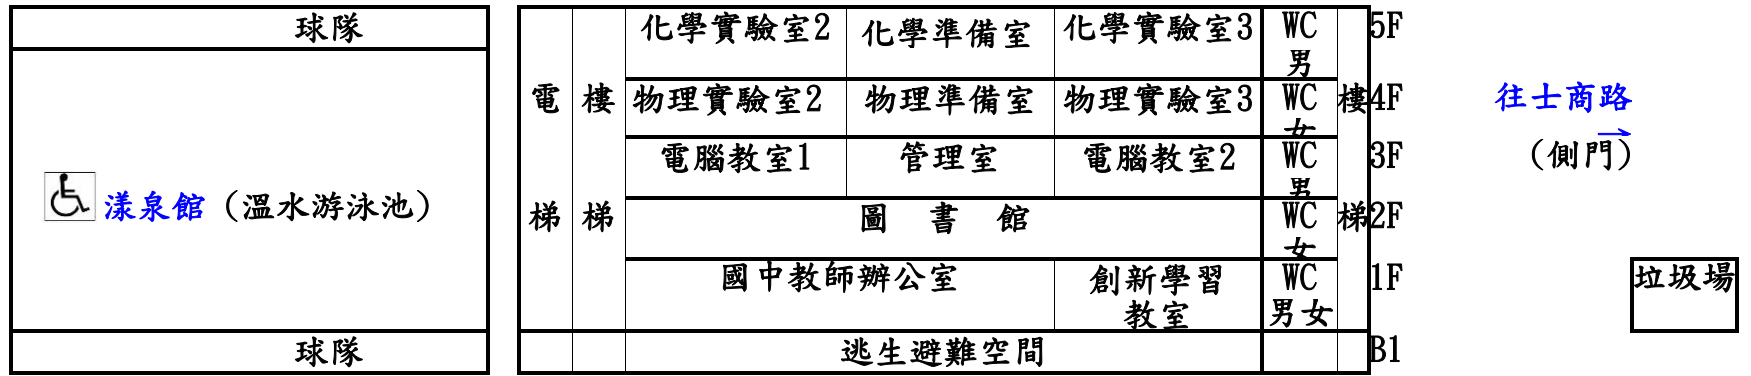 球隊
漾泉館（溫水游泳池）
球隊
電梯
樓梯
化學實驗室2 化學準備室 化學實驗室3 WC男 5F
物理實驗室2 物理準備室 物理實驗室3 WC女 4F
電腦教室1 管理室 電腦教室2 WC男 3F
圖 書 館 WC女 2F
國中教師辦公室 創新學習教室 WC男女 1F
逃生避難空間 B1
樓梯
往士商路
→
(側門)
垃圾場